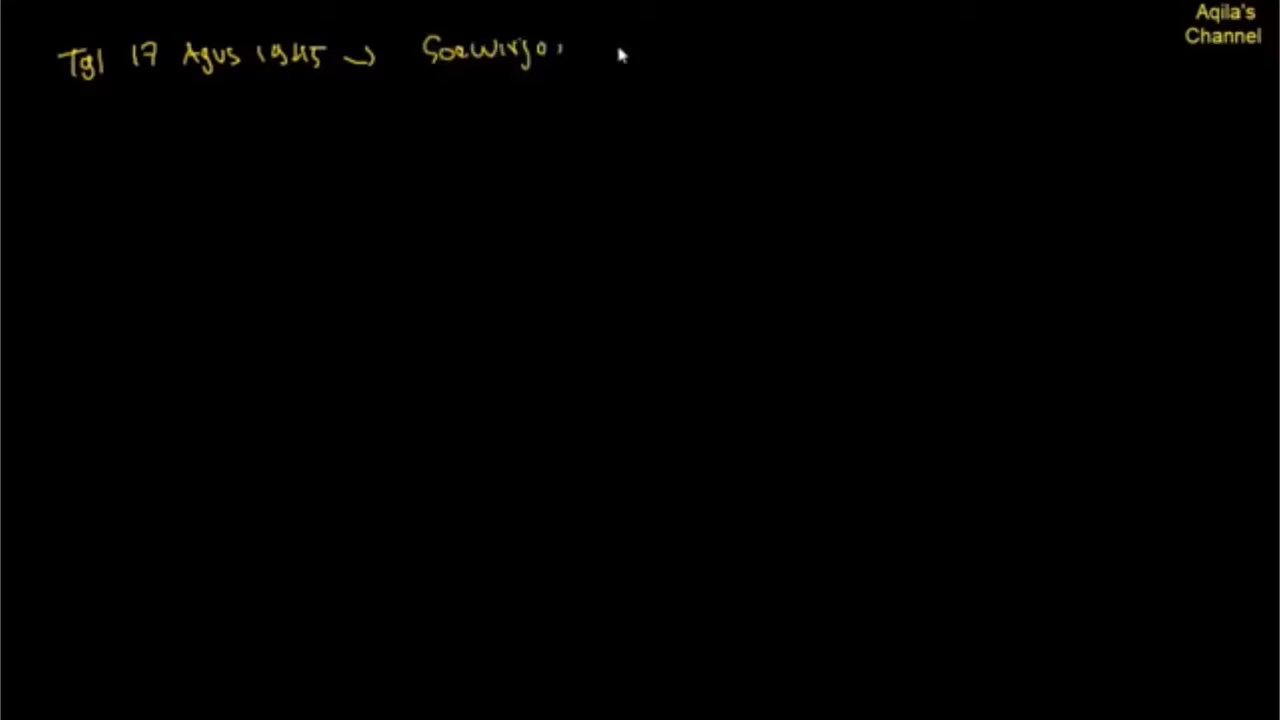 Aqila's
Channel
Tgl 17 Agus 1945 → Soewirjo,